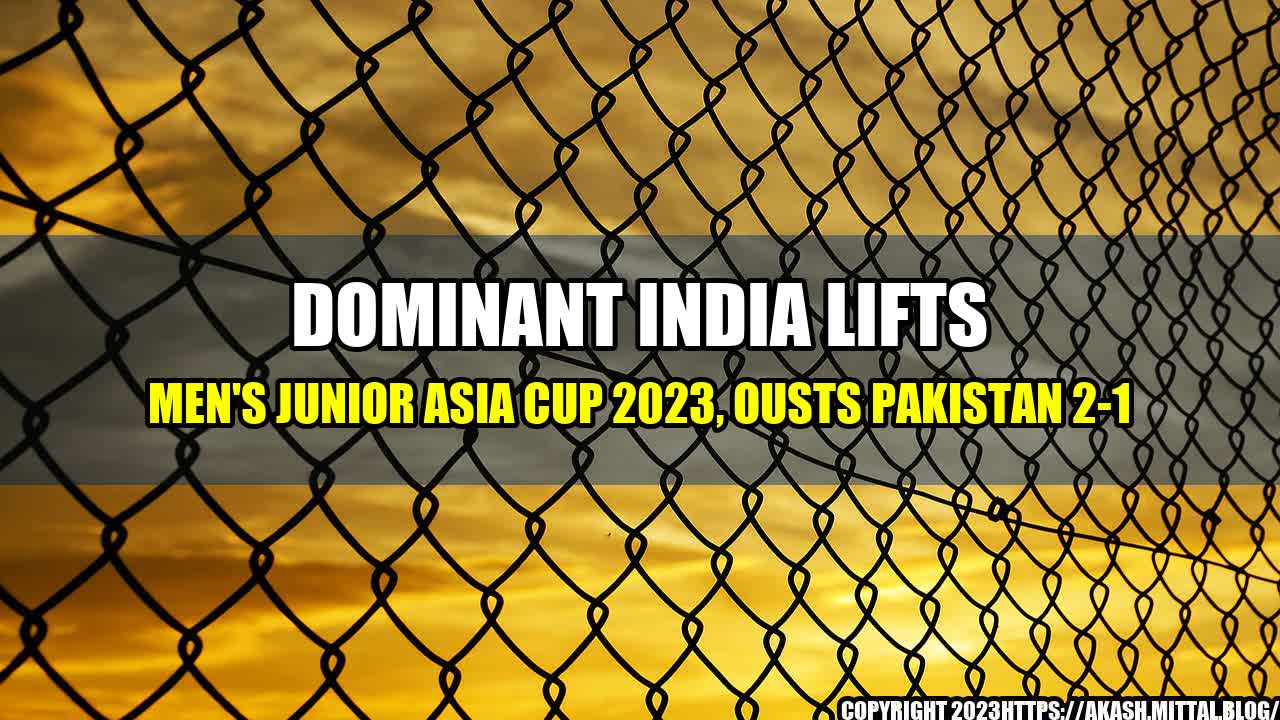 DOMINANT INDIA LIFTS
MEN'S JUNIOR ASIA CUP 2023, OUSTS PAKISTAN 2-1
COPYRIGHT 2023HTTPS://AKASH.MITTAL.BLOG/